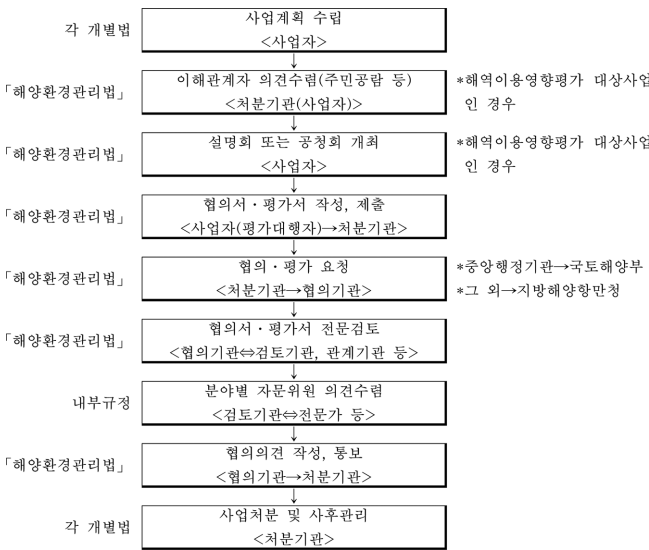 각 개별법
사업계획 수립
<사업자>
「해양환경관리법」
이해관계자 의견수렴(주민공람 등)
<처분기관(사업자)>
*해역이용영향평가 대상사업
인 경우
「해양환경관리법」
설명회 또는 공청회 개최
<사업자>
*해역이용영향평가 대상사업
인 경우
「해양환경관리법」
협의서·평가서 작성, 제출
<사업자(평가대행자)→처분기관>
「해양환경관리법」
협의·평가 요청
<처분기관→협의기관>
*중앙행정기관→국토해양부
*그 외→지방해양항만청
「해양환경관리법」
협의서·평가서 전문검토
<협의기관⇔검토기관, 관계기관 등>
내부규정
분야별 자문위원 의견수렴
<검토기관⇔전문가 등>
「해양환경관리법」
협의의견 작성, 통보
<협의기관→처분기관>
각 개별법
사업처분 및 사후관리
<처분기관>